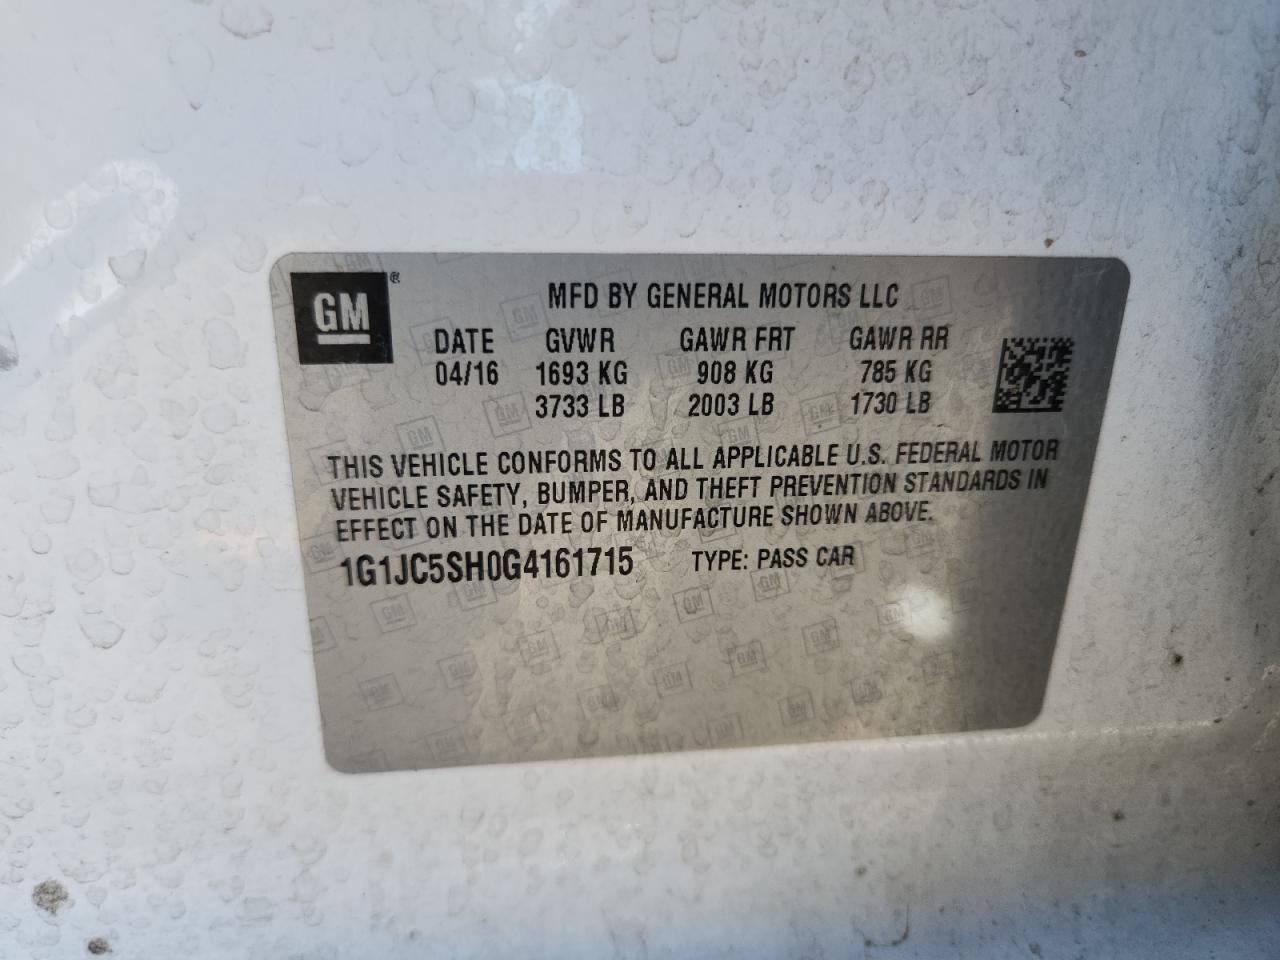 GM®
MFD BY GENERAL MOTORS LLC
DATE GVWR GAWR FRT GAWR RR
04/16 1693 KG 908 KG 785 KG
3733 LB 2003 LB 1730 LB
THIS VEHICLE CONFORMS TO ALL APPLICABLE U.S. FEDERAL MOTOR
VEHICLE SAFETY, BUMPER, AND THEFT PREVENTION STANDARDS IN
EFFECT ON THE DATE OF MANUFACTURE SHOWN ABOVE.
1G1JC5SH0G4161715 TYPE: PASS CAR